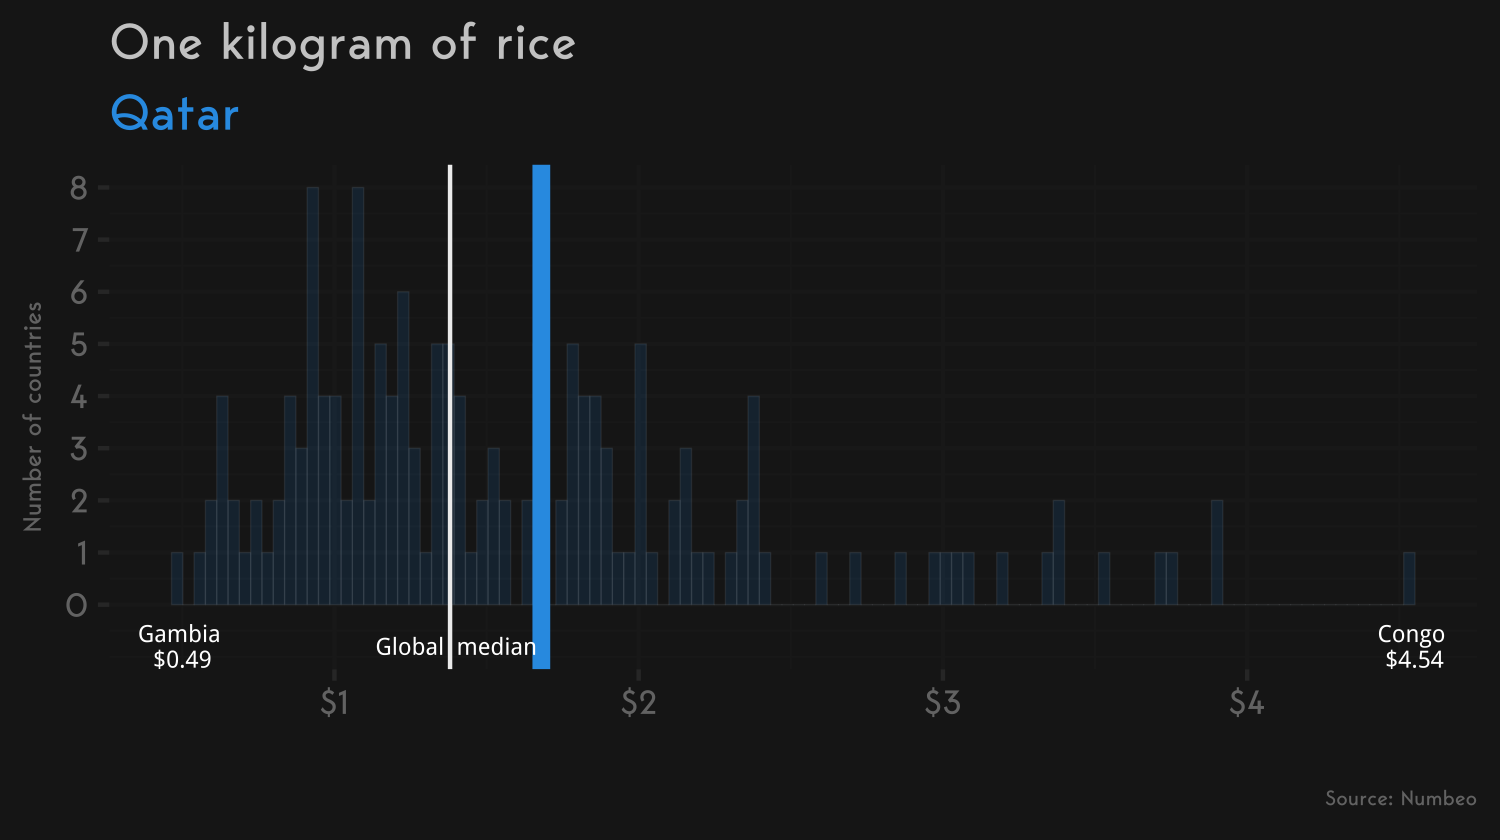 One kilogram of rice
Qatar
Number of countries
8
7
6
5
4
3
2
1
0
Gambia
$0.49
Global median
Congo
$4.54
$1
$2
$3
$4
Source: Numbeo